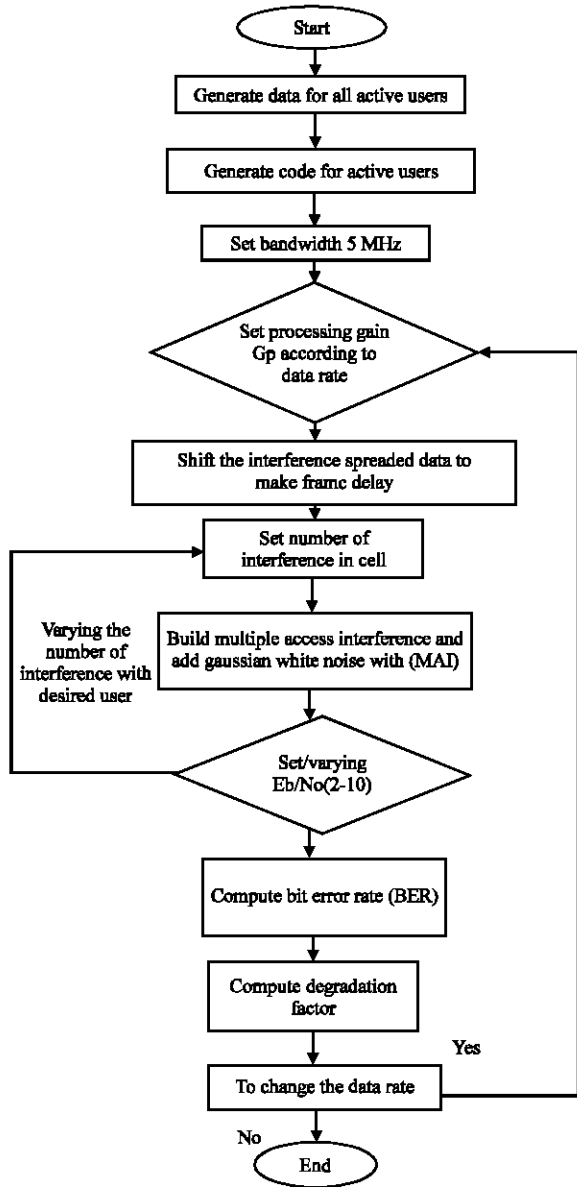 Start
Generate data for all active users
Generate code for active users
Set bandwidth 5 MHz
Set processing gain
Gp according to
data rate
Shift the interference spreaded data to
make frame delay
Set number of
interference in cell
Varying the
number of
interference with
desired user
Build multiple access interference and
add gaussian white noise with (MAI)
Set/varying
Eb/No(2-10)
Compute bit error rate (BER)
Compute degradation
factor
Yes
To change the data rate
No
End